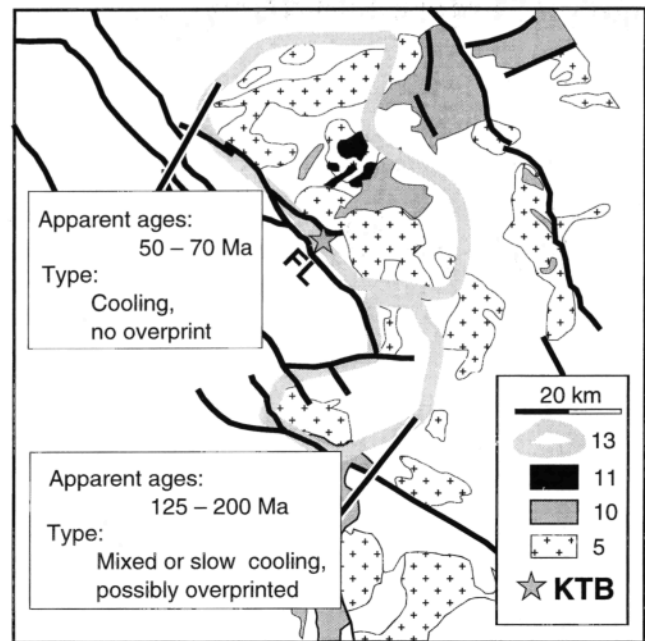 Apparent ages:
50 – 70 Ma
Type:
Cooling,
no overprint
FL
Apparent ages:
125 – 200 Ma
Type:
Mixed or slow cooling,
possibly overprinted
20 km
13
11
10
5
KTB